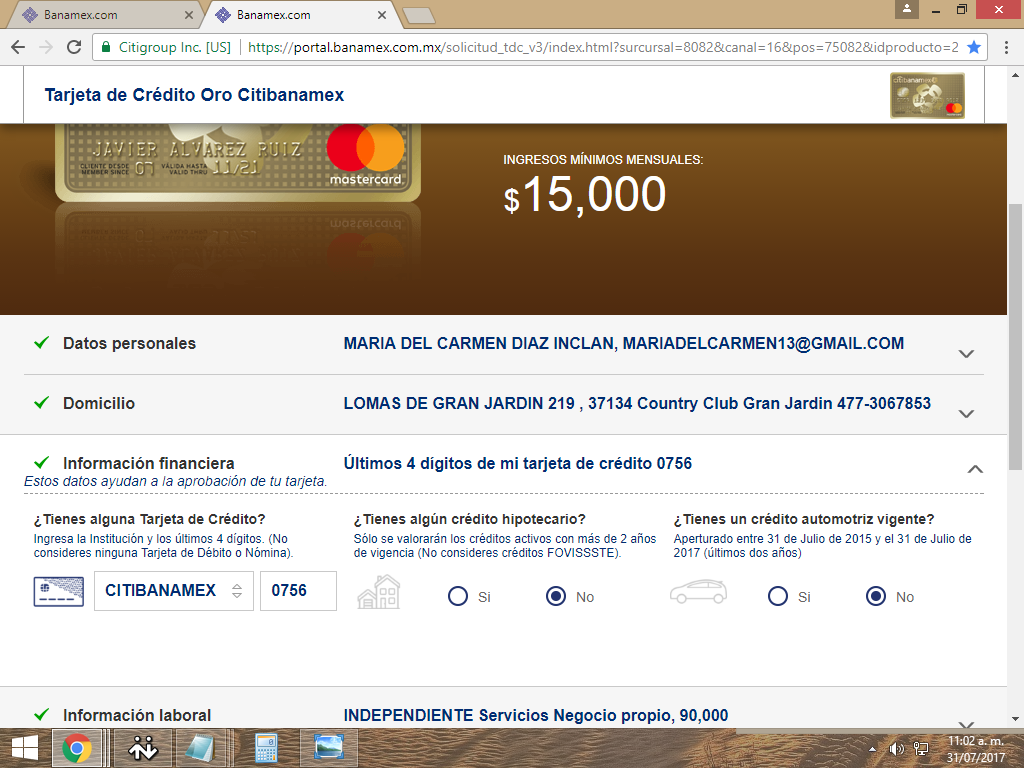 Banamex.com
Banamex.com
Citigroup Inc. [US] https://portal.banamex.com.mx/solicitud_tdc_v3/index.html?surcursal=8082&canal=16&pos=75082&idproducto=2
Tarjeta de Crédito Oro Citibanamex
citibanamex
JAVIER ALVAREZ RUIZ
CLIENTE DESDE
MEMBER SINCE 07 VÁLIDA HASTA
VALID THRU 11/21
mastercard
INGRESOS MÍNIMOS MENSUALES:
$15,000
Datos personales MARIA DEL CARMEN DIAZ INCLAN, MARIADELCARMEN13@GMAIL.COM
Domicilio LOMAS DE GRAN JARDIN 219 , 37134 Country Club Gran Jardin 477-3067853
Información financiera Últimos 4 dígitos de mi tarjeta de crédito 0756
Estos datos ayudan a la aprobación de tu tarjeta.
¿Tienes alguna Tarjeta de Crédito?
Ingresa la Institución y los últimos 4 dígitos. (No
consideres ninguna Tarjeta de Débito o Nómina).
CITIBANAMEX 0756
¿Tienes algún crédito hipotecario?
Sólo se valorarán los créditos activos con más de 2 años
de vigencia (No consideres créditos FOVISSSTE).
Si No
¿Tienes un crédito automotriz vigente?
Aperturado entre 31 de Julio de 2015 y el 31 de Julio de
2017 (últimos dos años)
Si No
Información laboral INDEPENDIENTE Servicios Negocio propio, 90,000
11:02 a. m.
31/07/2017